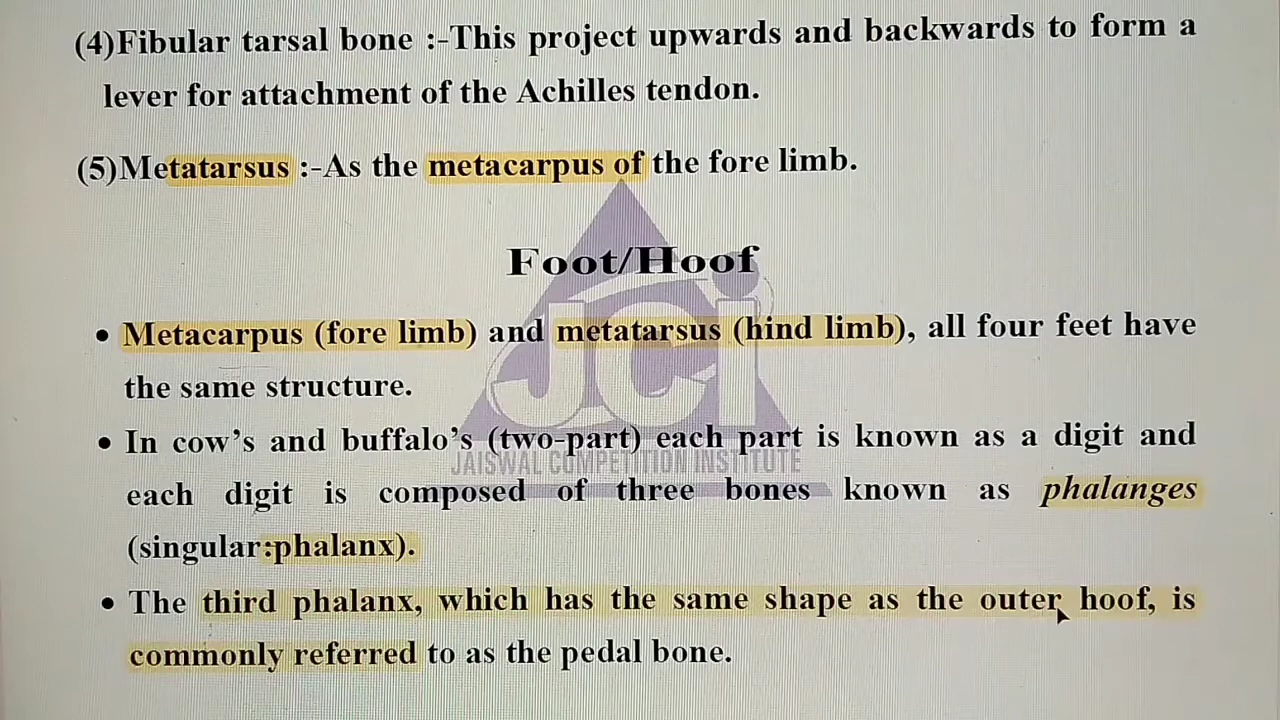 (4)Fibular tarsal bone :-This project upwards and backwards to form a
lever for attachment of the Achilles tendon.
(5)Metatarsus :-As the metacarpus of the fore limb.
Foot/Hoof
• Metacarpus (fore limb) and metatarsus (hind limb), all four feet have
the same structure.
• In cow's and buffalo's (two-part) each part is known as a digit and
each digit is composed of three bones known as phalanges
(singular:phalanx).
• The third phalanx, which has the same shape as the outer hoof, is
commonly referred to as the pedal bone.
JCI
JAISWAL COMPETITION INSTITUTE